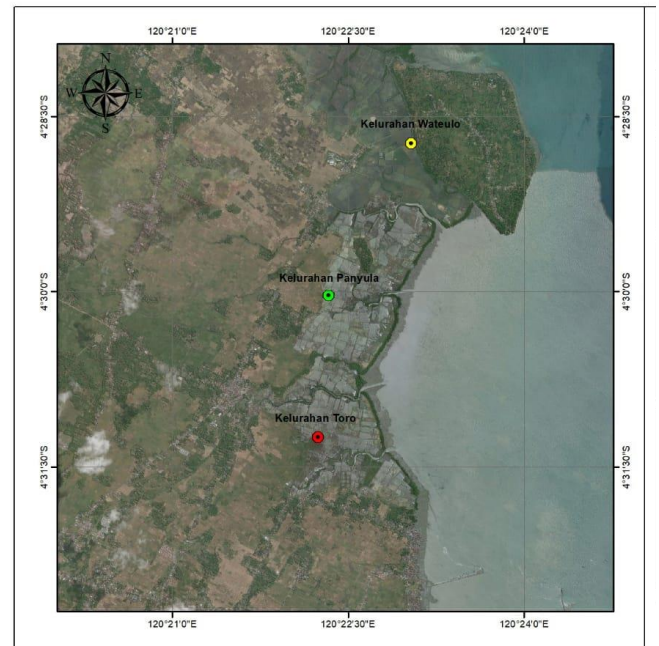 120°21'0"E 120°22'30"E 120°24'0"E
N
W E
S
4°28'30"S 4°28'30"S
Kelurahan Wateulo
Kelurahan Panyula
4°30'0"S 4°30'0"S
Kelurahan Toro
4°31'30"S 4°31'30"S
120°21'0"E 120°22'30"E 120°24'0"E